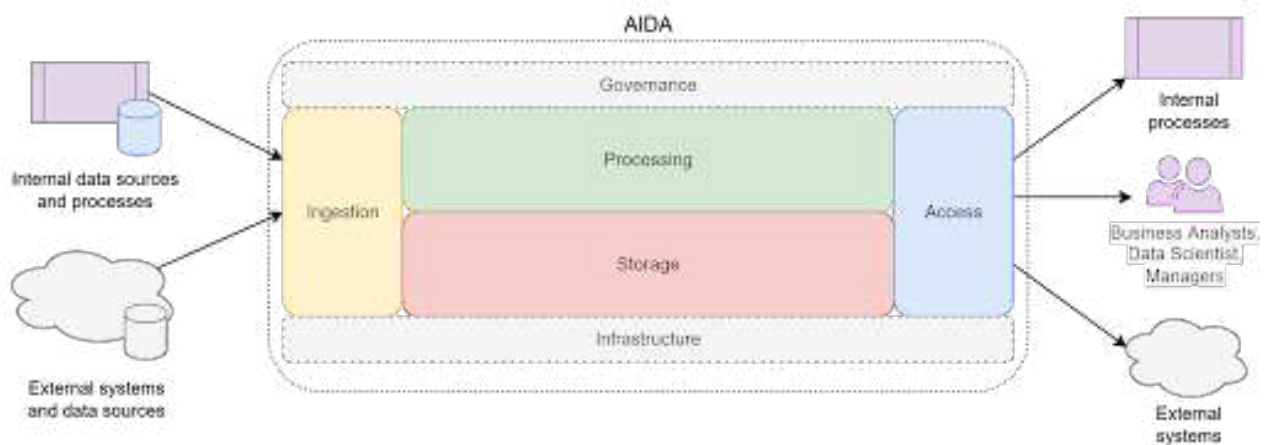 AIDA
Governance
Internal data sources
and processes
Ingestion
Processing
Storage
Access
Infrastructure
External systems
and data sources
Internal
processes
Business Analysts,
Data Scientist,
Managers
External
systems